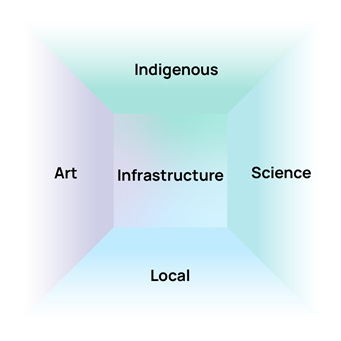 Indigenous
Art
Infrastructure
Science
Local